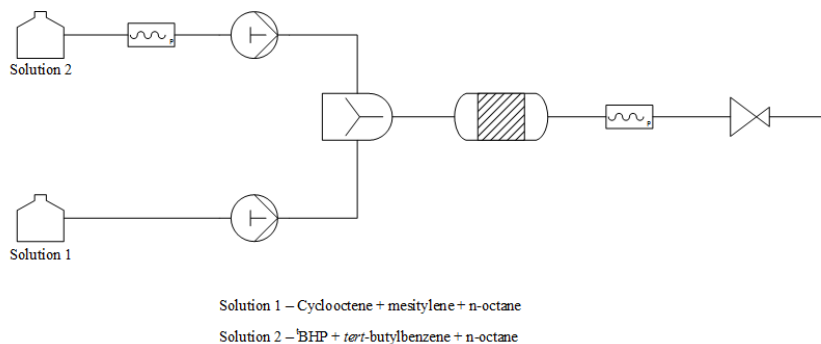 P
Solution 2
P
Solution 1
Solution 1 – Cyclooctene + mesitylene + n-octane
Solution 2 – ᵗBHP + tert-butylbenzene + n-octane